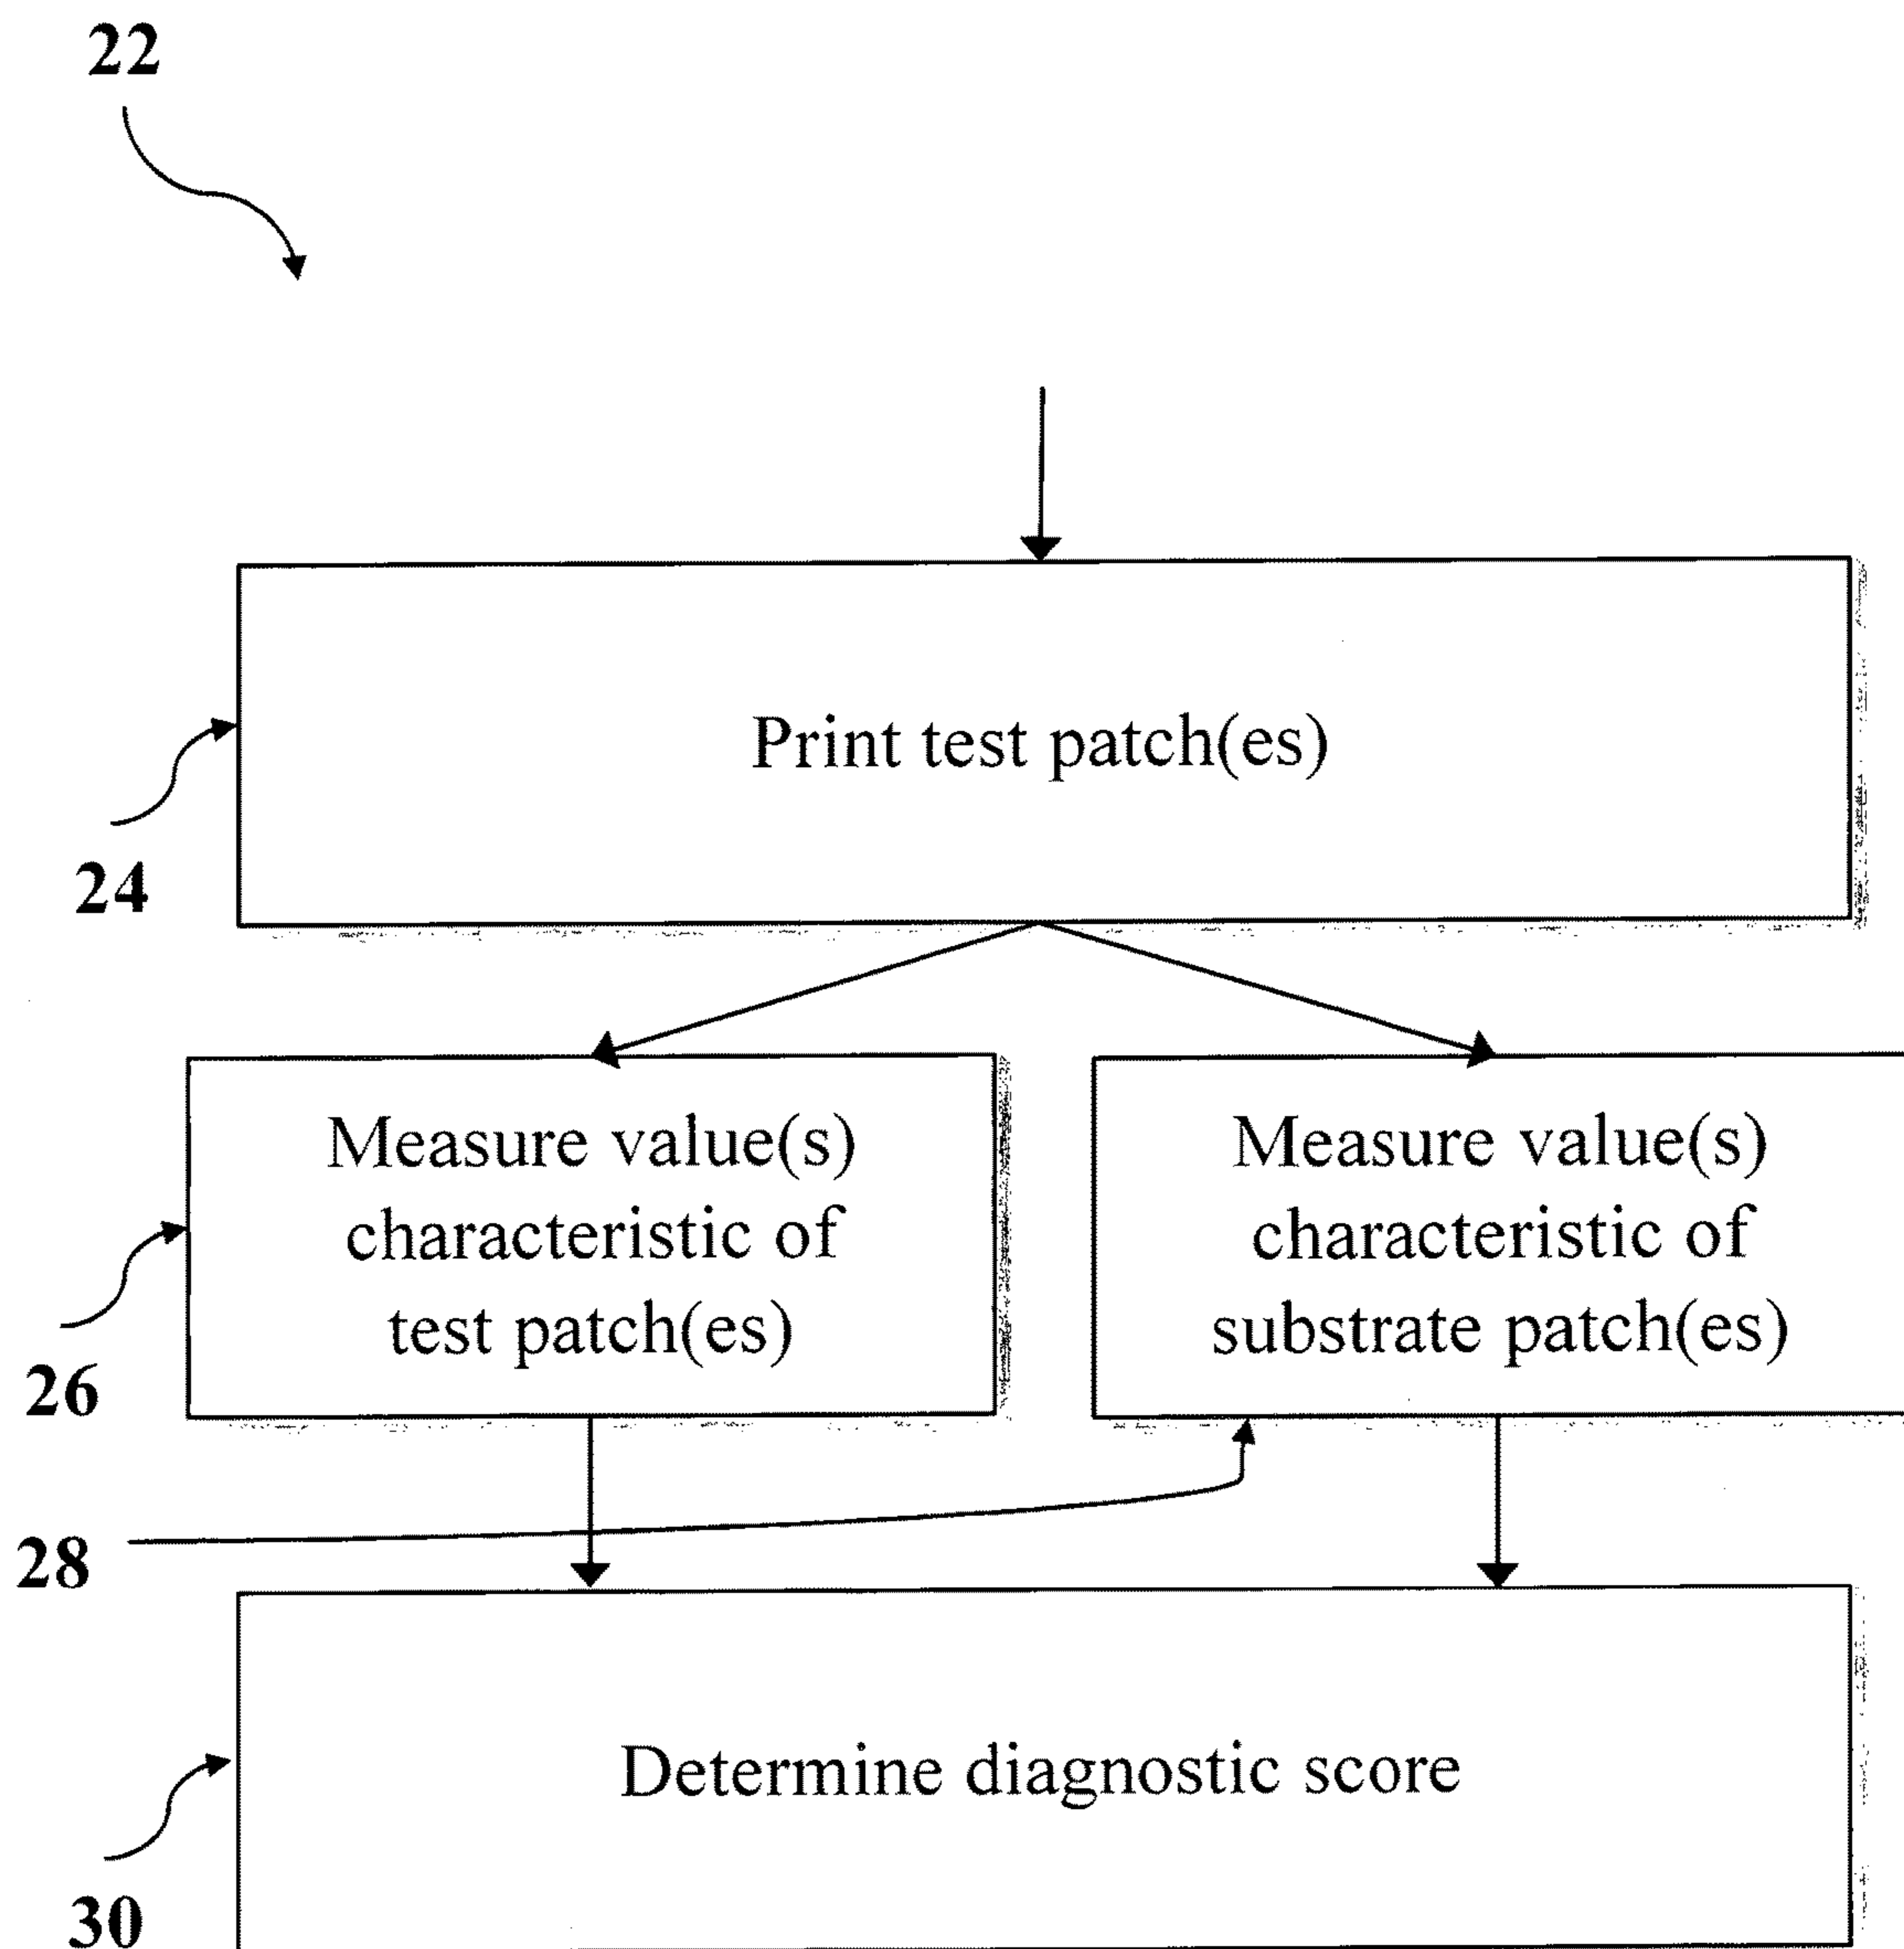 22
Print test patch(es)
24
Measure value(s)
characteristic of
test patch(es)
Measure value(s)
characteristic of
substrate patch(es)
26
28
Determine diagnostic score
30